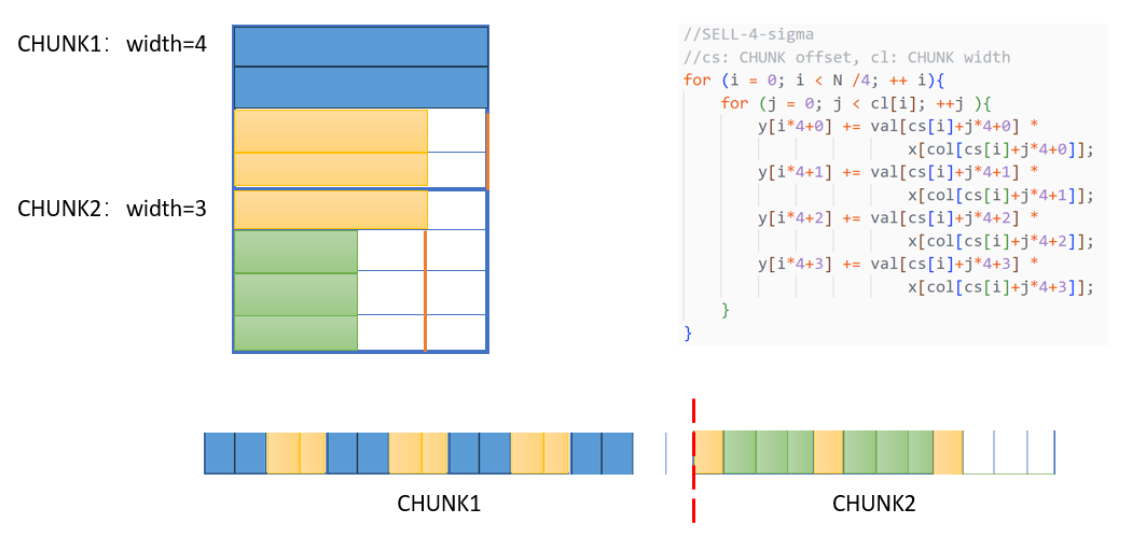 CHUNK1: width=4
CHUNK2: width=3
//SELL-4-sigma
//cs: CHUNK offset, cl: CHUNK width
for (i = 0; i < N /4; ++ i){
for (j = 0; j < cl[i]; ++j ){
y[i*4+0] += val[cs[i]+j*4+0] *
x[col[cs[i]+j*4+0]];
y[i*4+1] += val[cs[i]+j*4+1] *
x[col[cs[i]+j*4+1]];
y[i*4+2] += val[cs[i]+j*4+2] *
x[col[cs[i]+j*4+2]];
y[i*4+3] += val[cs[i]+j*4+3] *
x[col[cs[i]+j*4+3]];
}
}
CHUNK1
CHUNK2